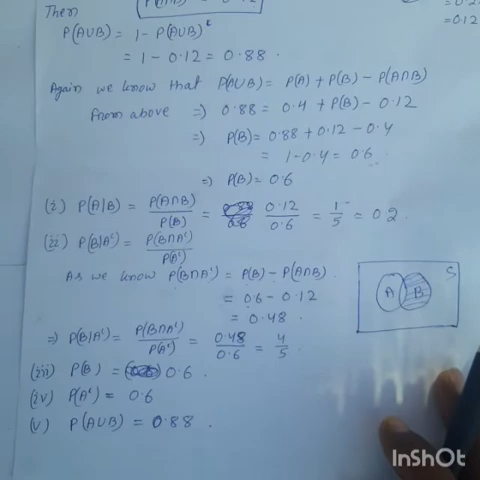 Then
P(A∪B) = 1 - P(A∪B)ᶜ
= 1 - 0.12 = 0.88.
Again we know that P(A∪B) = P(A) + P(B) - P(A∩B)
From above => 0.88 = 0.4 + P(B) - 0.12
=> P(B) = 0.88 + 0.12 - 0.4
= 1 - 0.4 = 0.6.
=> P(B) = 0.6
(i) P(A|B) = P(A∩B)/P(B) = 0.12/0.6 = 1/5 = 0.2.
(ii) P(B|Aᶜ) = P(B∩Aᶜ)/P(Aᶜ)
As we know P(B∩Aᶜ) = P(B) - P(A∩B).
= 0.6 - 0.12
= 0.48.
=> P(B|Aᶜ) = P(B∩Aᶜ)/P(Aᶜ) = 0.48/0.6 = 4/5
(iii) P(B) = 0.6.
(iv) P(Aᶜ) = 0.6
(v) P(A∪B) = 0.88.
S
A B
InShOt